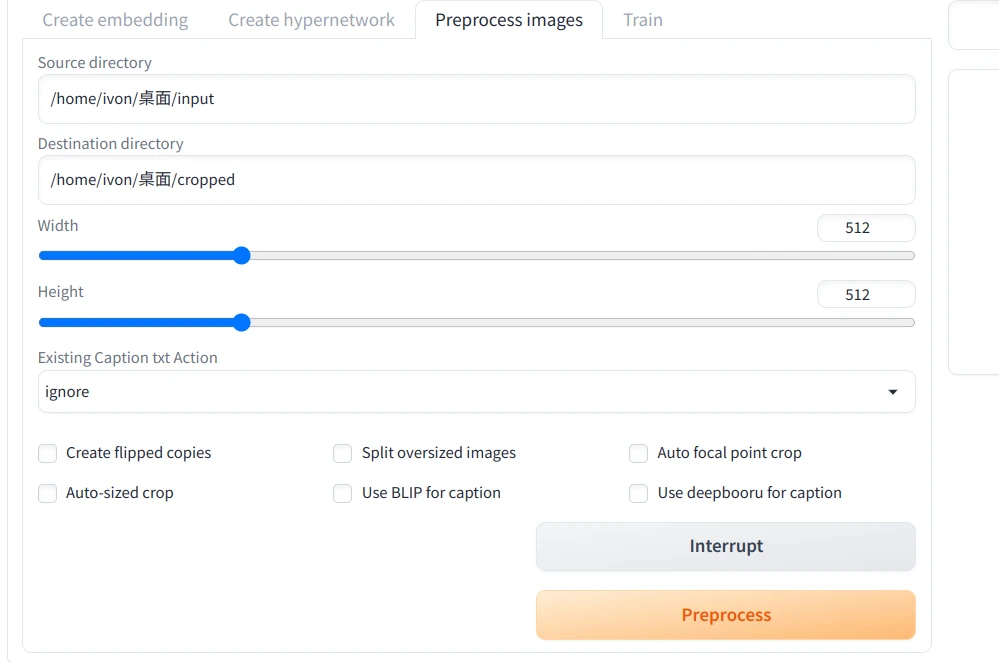 Create embedding Create hypernetwork Preprocess images Train
Source directory
/home/ivon/桌面/input
Destination directory
/home/ivon/桌面/cropped
Width 512
Height 512
Existing Caption txt Action
ignore
Create flipped copies Split oversized images Auto focal point crop
Auto-sized crop Use BLIP for caption Use deepbooru for caption
Interrupt
Preprocess